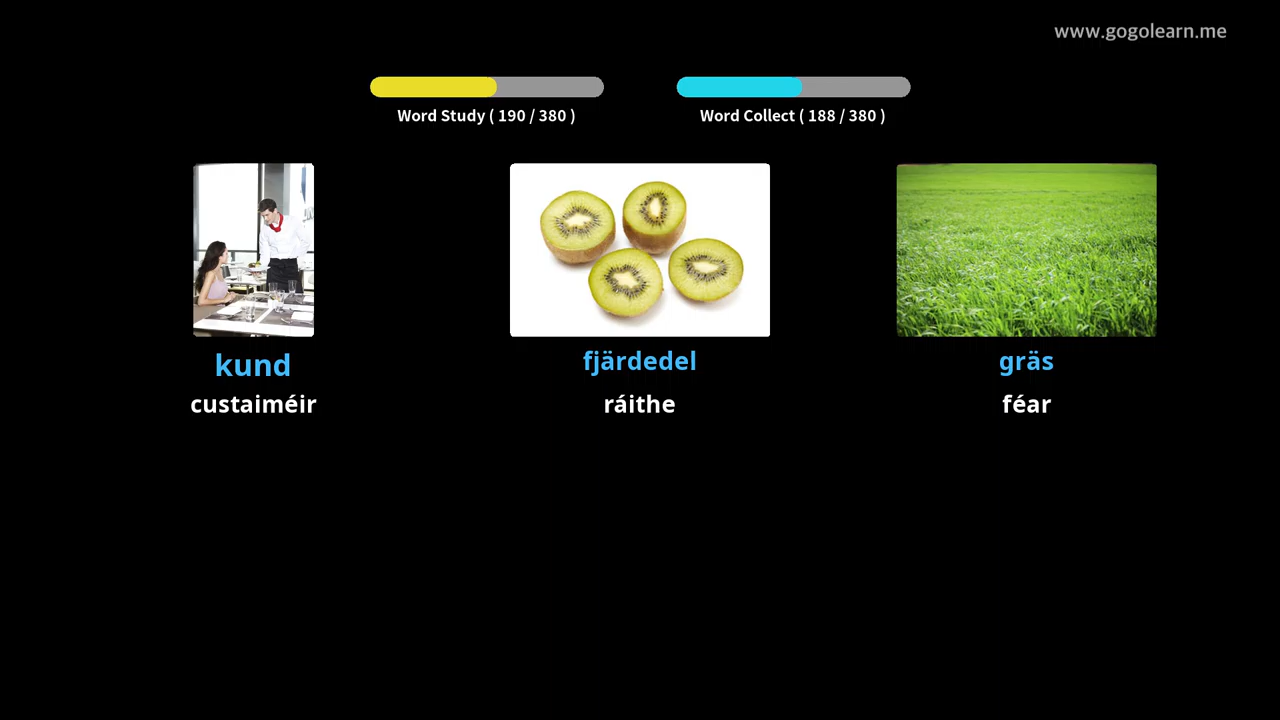 www.gogolearn.me
Word Study ( 190 / 380 )
Word Collect ( 188 / 380 )
kund
fjärdedel
gräs
custaiméir
ráithe
féar